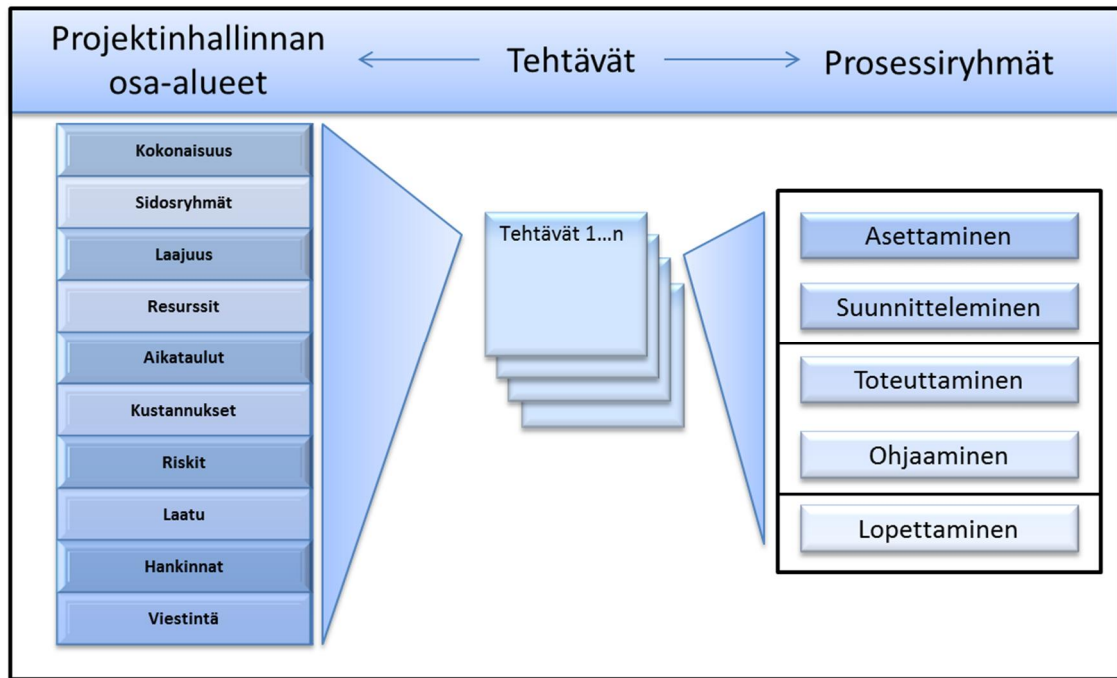 Projektinhallinnan
osa-alueet
Tehtävät
Prosessiryhmät
Kokonaisuus
Sidosryhmät
Laajuus
Resurssit
Aikataulut
Kustannukset
Riskit
Laatu
Hankinnat
Viestintä
Tehtävät 1...n
Asettaminen
Suunnitteleminen
Toteuttaminen
Ohjaaminen
Lopettaminen